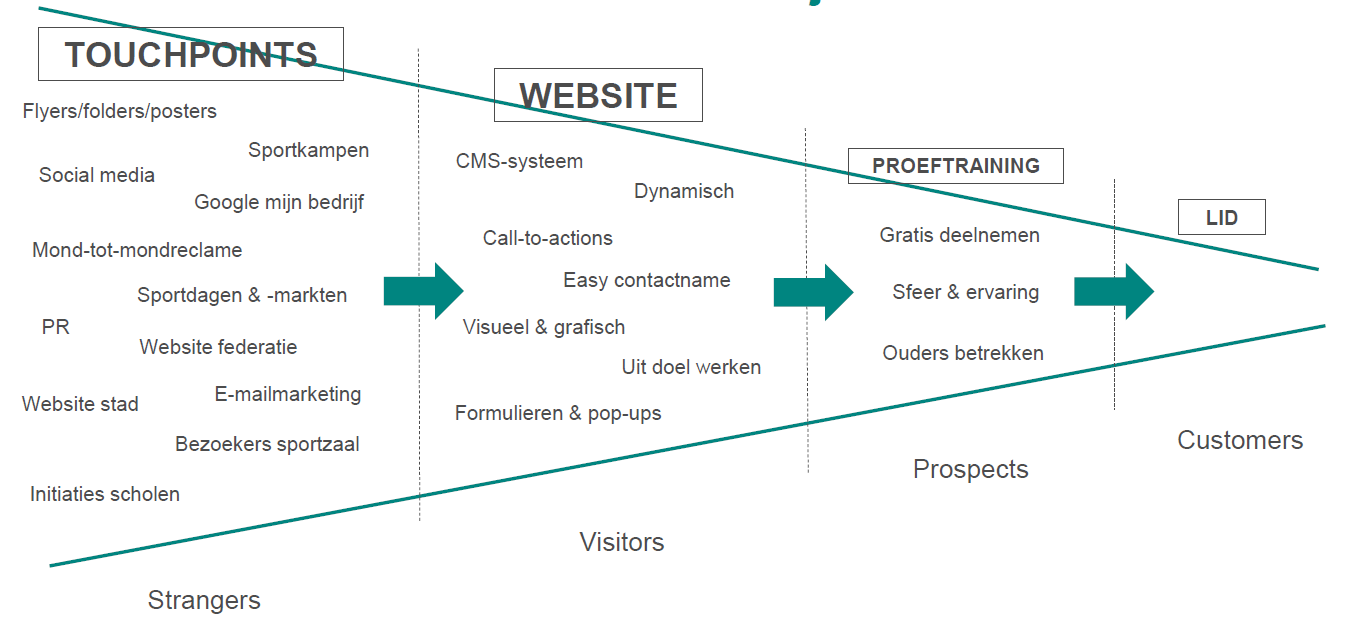 TOUCHPOINTS
Flyers/folders/posters
Sportkampen
Social media
Google mijn bedrijf
Mond-tot-mondreclame
Sportdagen & -markten
PR
Website federatie
E-mailmarketing
Website stad
Bezoekers sportzaal
Initiaties scholen
Strangers
WEBSITE
CMS-systeem
Dynamisch
Call-to-actions
Easy contactname
Visueel & grafisch
Uit doel werken
Formulieren & pop-ups
Visitors
PROEFTRAINING
Gratis deelnemen
Sfeer & ervaring
Ouders betrekken
Prospects
LID
Customers